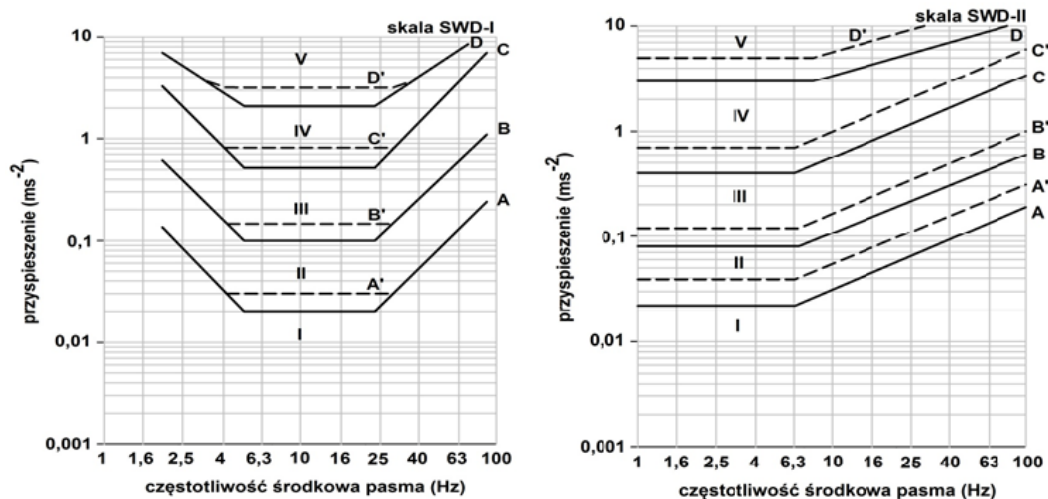 skala SWD-I
10
1
0,1
0,01
0,001
przyspieszenie (ms-2)
D
C
V
D'
IV
C'
B
III
B'
A
II
A'
I
1 1,6 2,5 4 6,3 10 16 25 40 63 100
częstotliwość środkowa pasma (Hz)
skala SWD-II
10
1
0,1
0,01
0,001
przyspieszenie (ms-2)
V
D'
D
C'
IV
C
B'
III
B
A'
II
A
I
1 1,6 2,5 4 6,3 10 16 25 40 63 100
częstotliwość środkowa pasma (Hz)